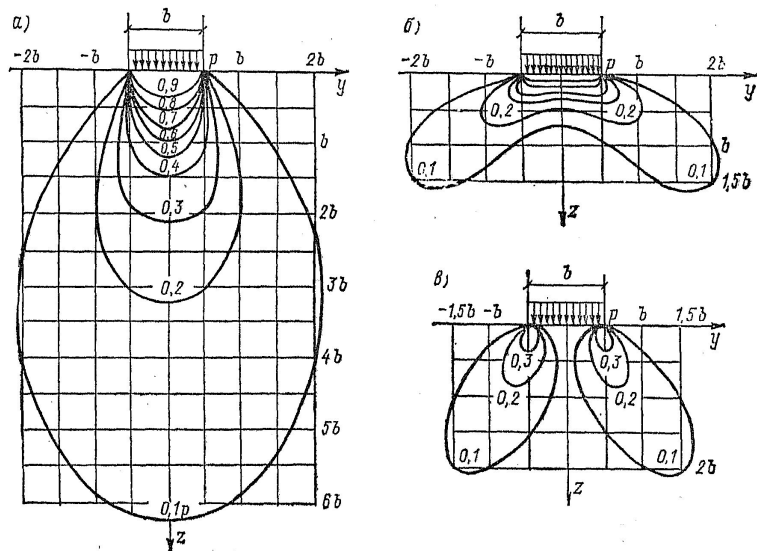 а)
b
-2b -b p b 2b
y
0,9
0,8
0,7
0,6
0,5
0,4
b
0,3
2b
0,2
3b
4b
5b
0,1p
6b
z
б)
b
-2b -b p b 2b
y
0,2 0,2
b
0,1 0,1
1,5b
z
в)
b
-1,5b -b p b 1,5b
y
0,3 0,3
0,2 0,2
0,1 0,1
2b
z